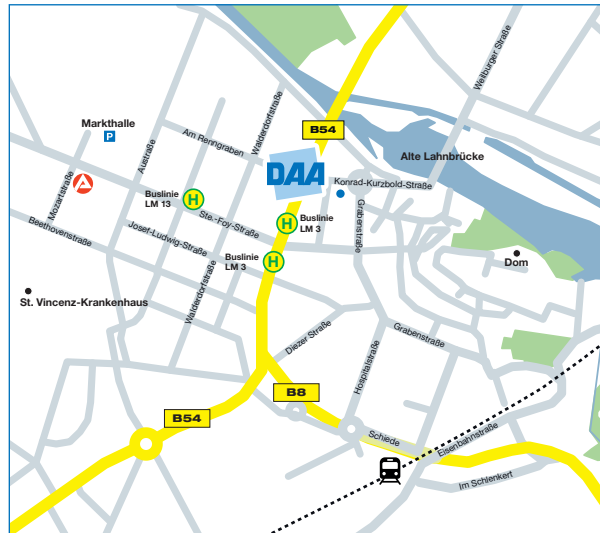 Weilburger Straße
Markthalle
P
Austraße
Walderdorffstraße
Am Renngraben
B54
Alte Lahnbrücke
DAA
Konrad-Kurzbold-Straße
Mozartstraße
A
Buslinie
LM 13
H
Ste.-Foy-Straße
H
Buslinie
LM 3
Grabenstraße
Beethovenstraße
Josef-Ludwig-Straße
Buslinie
LM 3
H
Dom
St. Vincenz-Krankenhaus
Walderdorffstraße
Diezer Straße
Grabenstraße
Hospitalstraße
B8
B54
Schiede
Eisenbahnstraße
Im Schlenkert